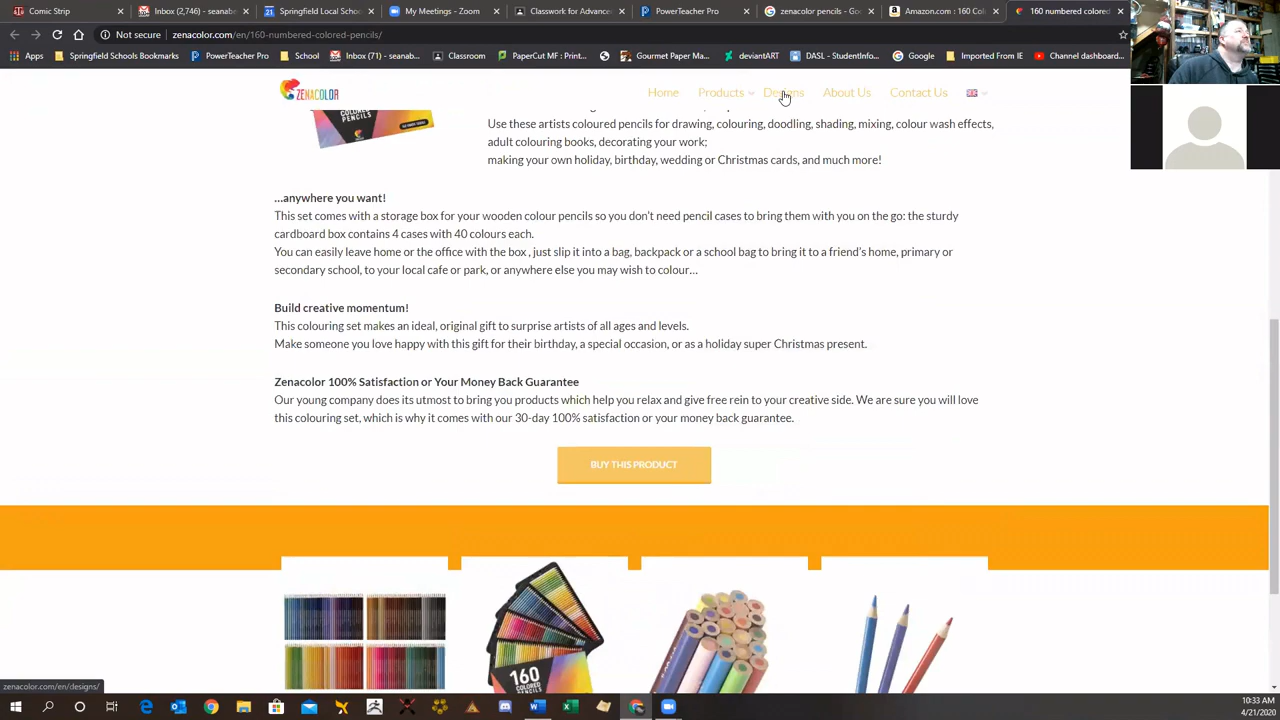 Comic Strip
Inbox (2,746) - seanabe
Springfield Local Schoo
My Meetings - Zoom
Classwork for Advance
PowerTeacher Pro
zenacolor pencils - Goo
Amazon.com : 160 Col
160 numbered colored
Not secure | zenacolor.com/en/160-numbered-colored-pencils/
Apps
Springfield Schools Bookmarks
PowerTeacher Pro
School
Inbox (71) - seanabe
Classroom
PaperCut MF : Print...
Gourmet Paper Ma...
deviantART
DASL - StudentInfo...
Google
Imported From IE
Channel dashboard...
ZENACOLOR
Home
Products
Designs
About Us
Contact Us
COLORED
PENCILS
Use these artists coloured pencils for drawing, colouring, doodling, shading, mixing, colour wash effects,
adult colouring books, decorating your work;
making your own holiday, birthday, wedding or Christmas cards, and much more!
...anywhere you want!
This set comes with a storage box for your wooden colour pencils so you don't need pencil cases to bring them with you on the go: the sturdy
cardboard box contains 4 cases with 40 colours each.
You can easily leave home or the office with the box , just slip it into a bag, backpack or a school bag to bring it to a friend's home, primary or
secondary school, to your local cafe or park, or anywhere else you may wish to colour...
Build creative momentum!
This colouring set makes an ideal, original gift to surprise artists of all ages and levels.
Make someone you love happy with this gift for their birthday, a special occasion, or as a holiday super Christmas present.
Zenacolor 100% Satisfaction or Your Money Back Guarantee
Our young company does its utmost to bring you products which help you relax and give free rein to your creative side. We are sure you will love
this colouring set, which is why it comes with our 30-day 100% satisfaction or your money back guarantee.
BUY THIS PRODUCT
160
COLORED
PENCILS
zenacolor.com/en/designs/
10:33 AM
4/21/2020